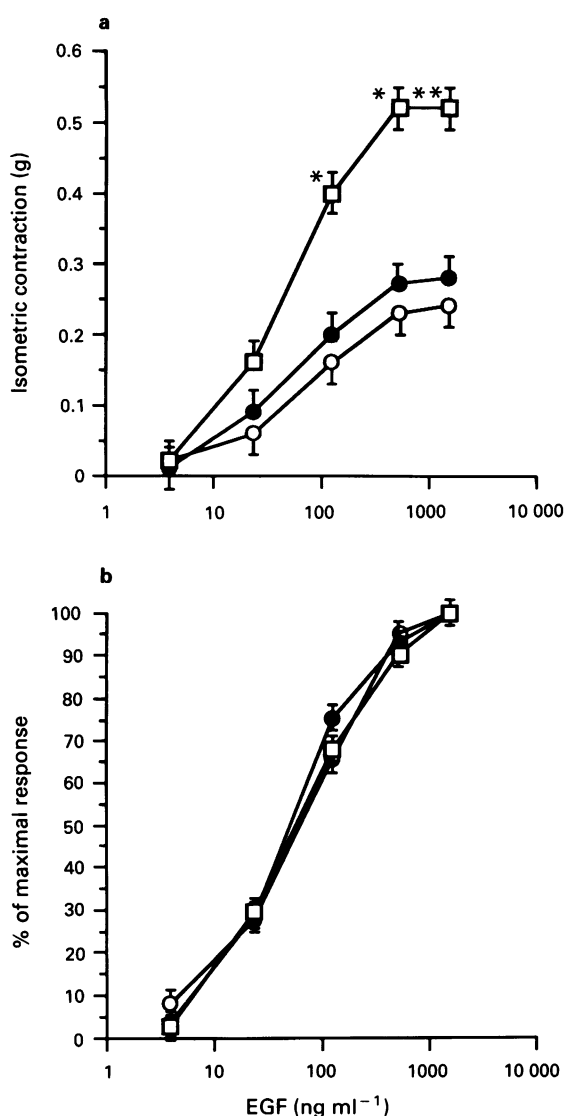 a
0.6
0.5
0.4
0.3
0.2
0.1
0
Isometric contraction (g)
*
* **
1 10 100 1000 10 000
b
100
90
80
70
60
50
40
30
20
10
0
% of maximal response
1 10 100 1000 10 000
EGF (ng ml⁻¹)